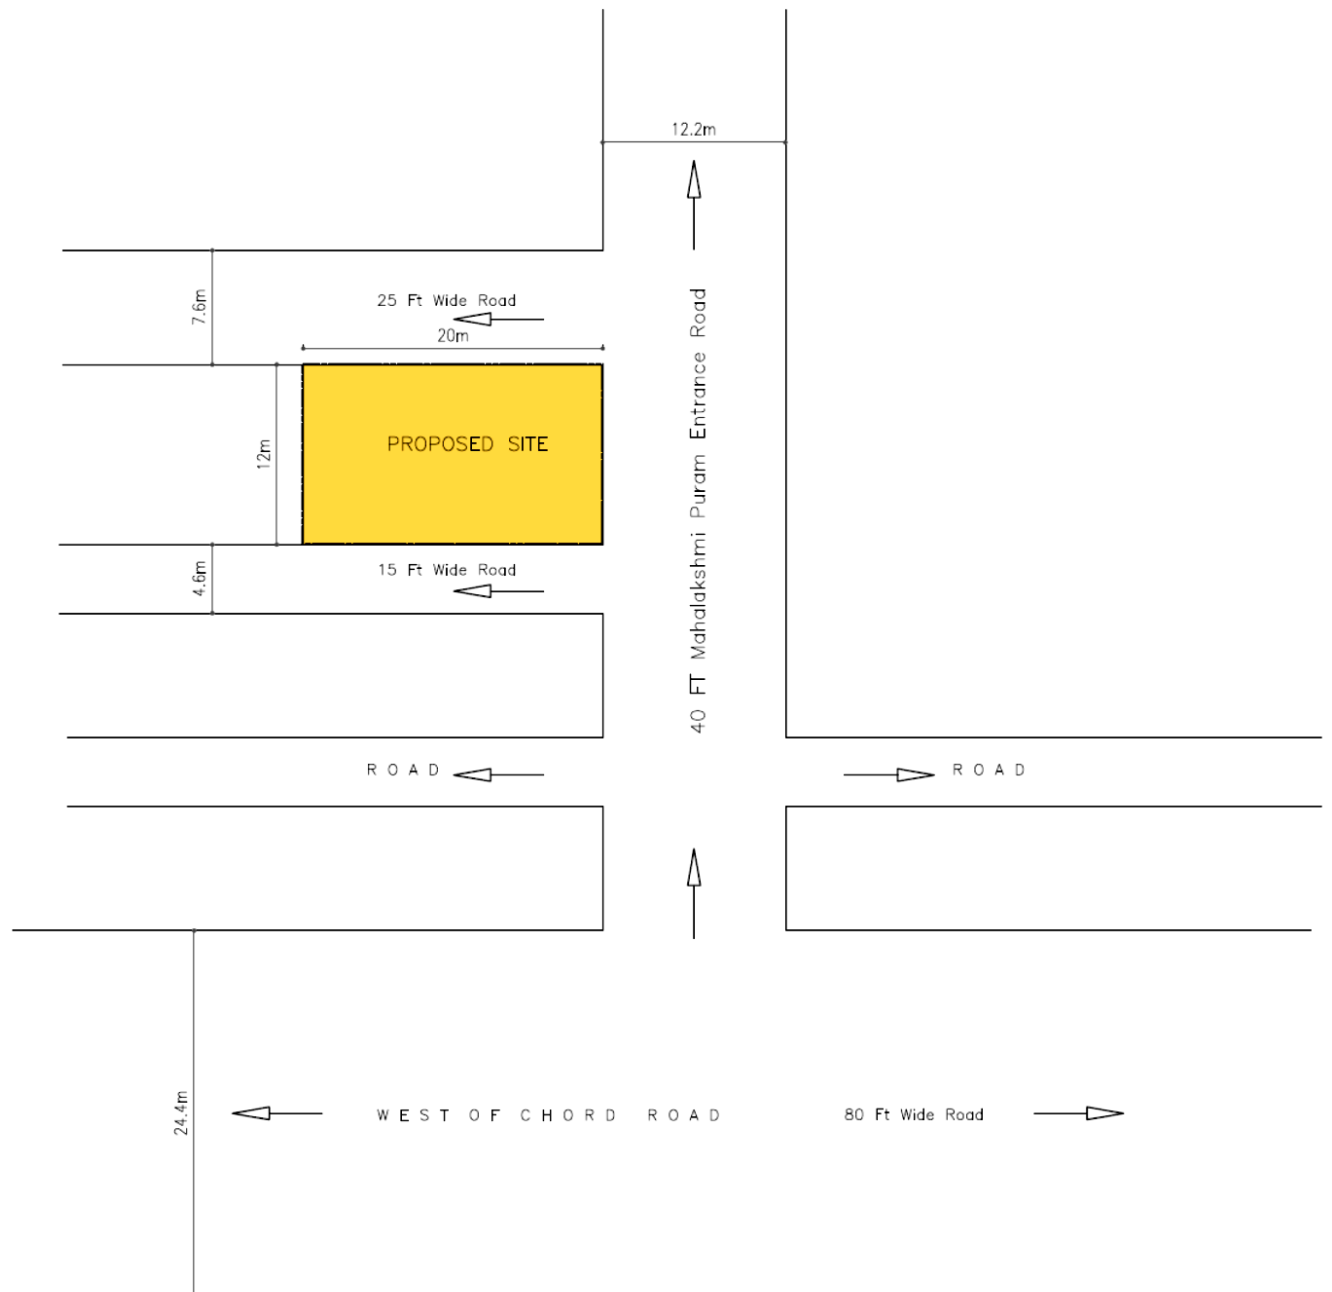 12.2m
7.6m
25 Ft Wide Road
20m
12m
PROPOSED SITE
40 FT Mahalakshmi Puram Entrance Road
4.6m
15 Ft Wide Road
ROAD
ROAD
24.4m
WEST OF CHORD ROAD
80 Ft Wide Road